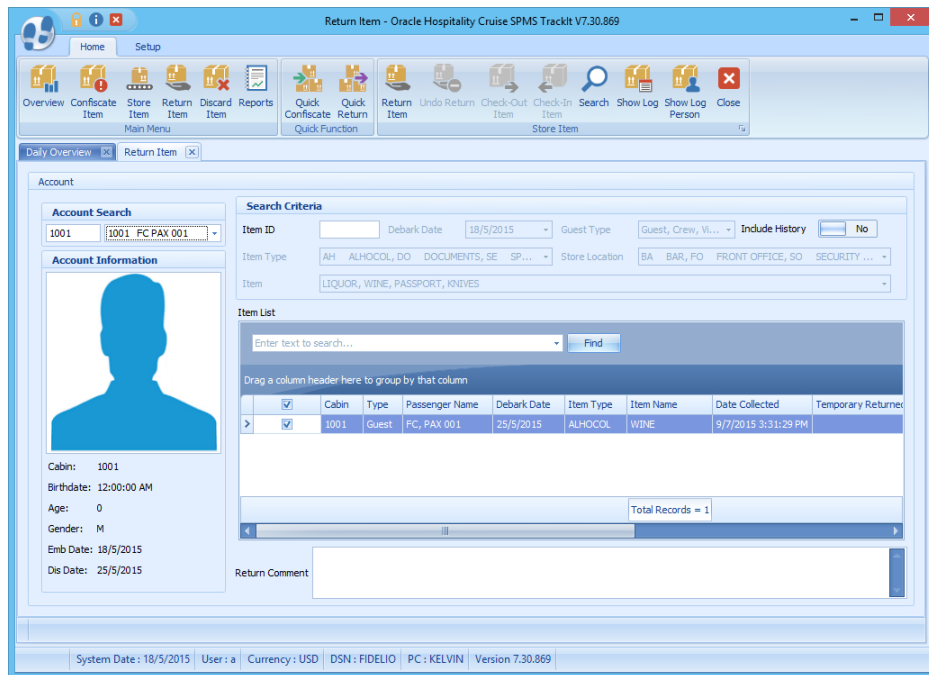 Return Item - Oracle Hospitality Cruise SPMS TrackIt V7.30.869
Home Setup
Overview Confiscate Item Store Item Return Item Discard Item Reports Quick Confiscate Quick Return Return Item Undo Return Check-Out Item Check-In Item Search Show Log Show Log Person Close
Main Menu Quick Function Store Item
Daily Overview Return Item
Account
Account Search
1001 1001 FC PAX 001
Account Information
Cabin: 1001
Birthdate: 12:00:00 AM
Age: 0
Gender: M
Emb Date: 18/5/2015
Dis Date: 25/5/2015
Search Criteria
Item ID Debark Date 18/5/2015 Guest Type Guest, Crew, Vi... Include History No
Item Type AH ALHOCOL, DO DOCUMENTS, SE SP... Store Location BA BAR, FO FRONT OFFICE, SO SECURITY ...
Item LIQUOR, WINE, PASSPORT, KNIVES
Item List
Enter text to search... Find
Drag a column header here to group by that column
Cabin Type Passenger Name Debark Date Item Type Item Name Date Collected Temporary Returned
1001 Guest FC, PAX 001 25/5/2015 ALHOCOL WINE 9/7/2015 3:31:29 PM
Total Records = 1
Return Comment
System Date : 18/5/2015 User : a Currency : USD DSN : FIDELIO PC : KELVIN Version 7.30.869